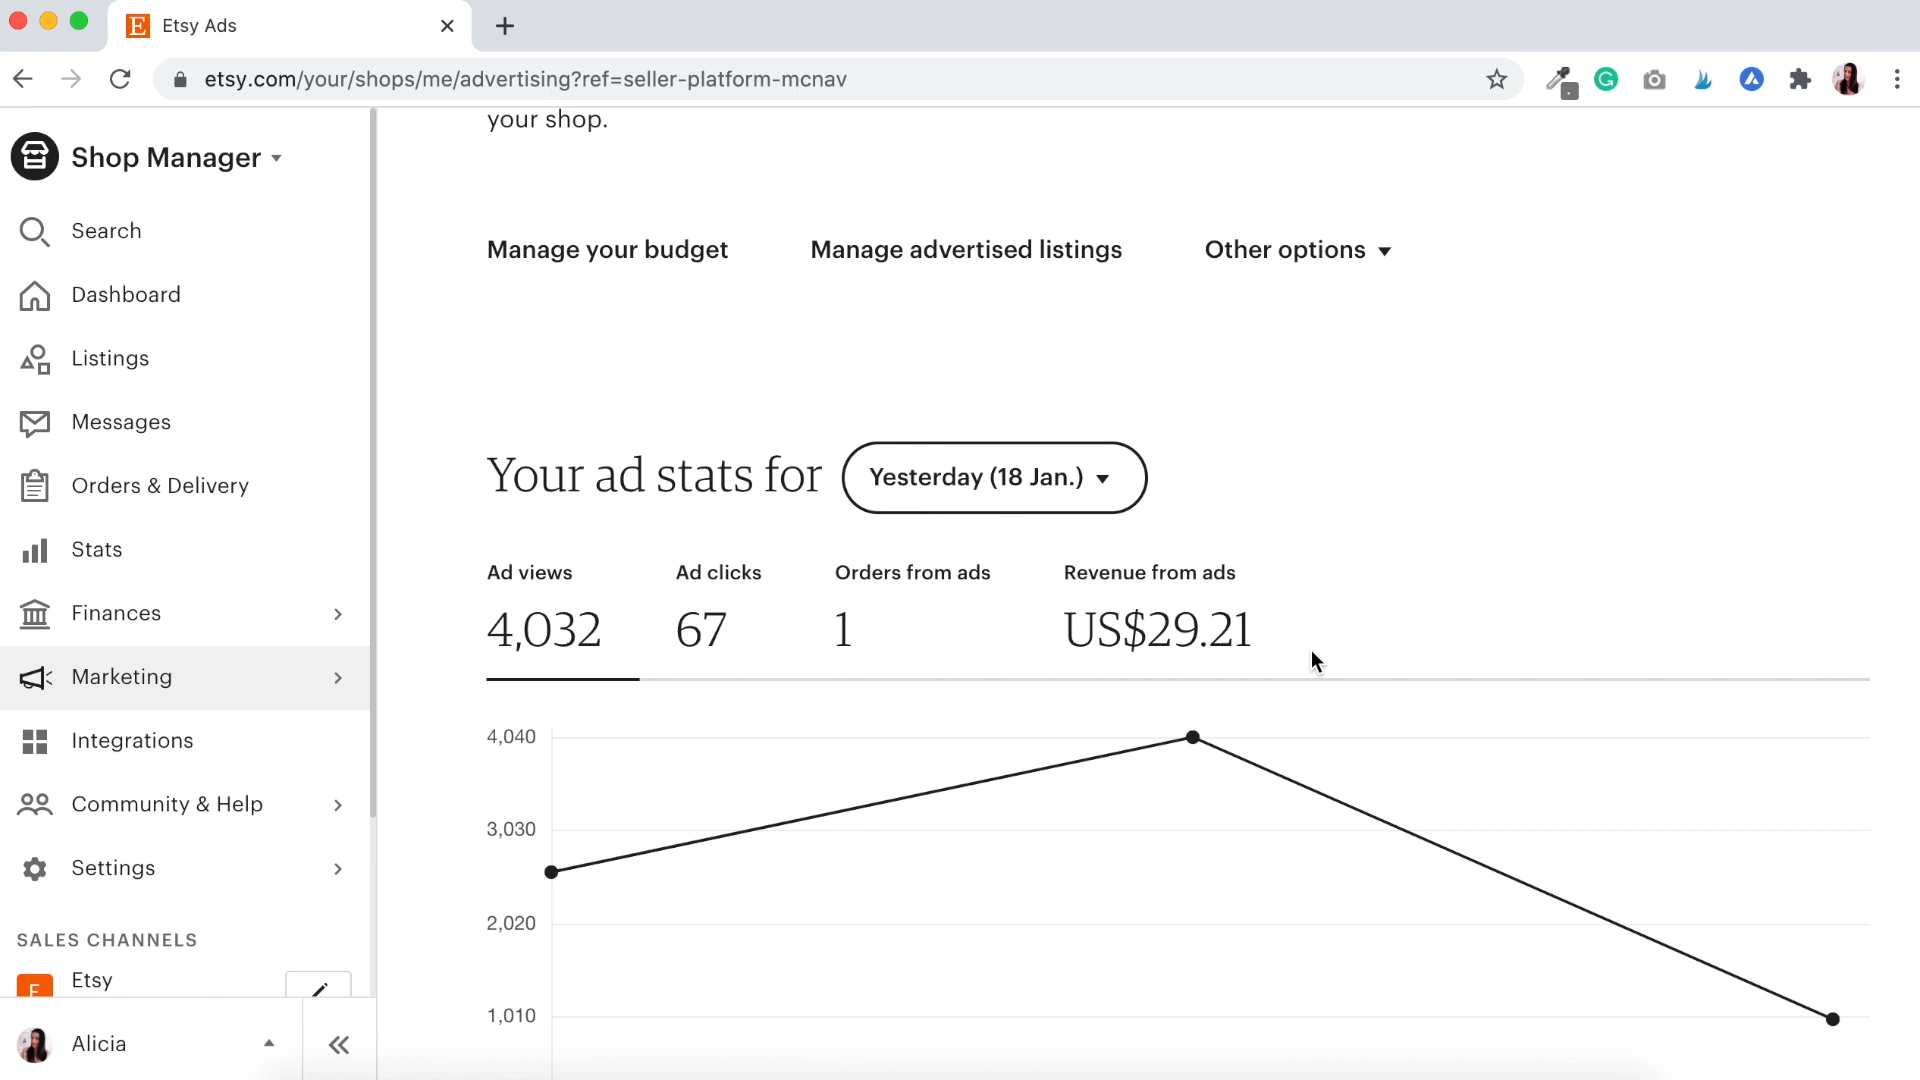 Etsy Ads
etsy.com/your/shops/me/advertising?ref=seller-platform-mcnav
your shop.
Shop Manager
Search
Dashboard
Listings
Messages
Orders & Delivery
Stats
Finances
Marketing
Integrations
Community & Help
Settings
SALES CHANNELS
Etsy
Alicia
Manage your budget
Manage advertised listings
Other options
Your ad stats for
Yesterday (18 Jan.)
Ad views
4,032
Ad clicks
67
Orders from ads
1
Revenue from ads
US$29.21
4,040
3,030
2,020
1,010